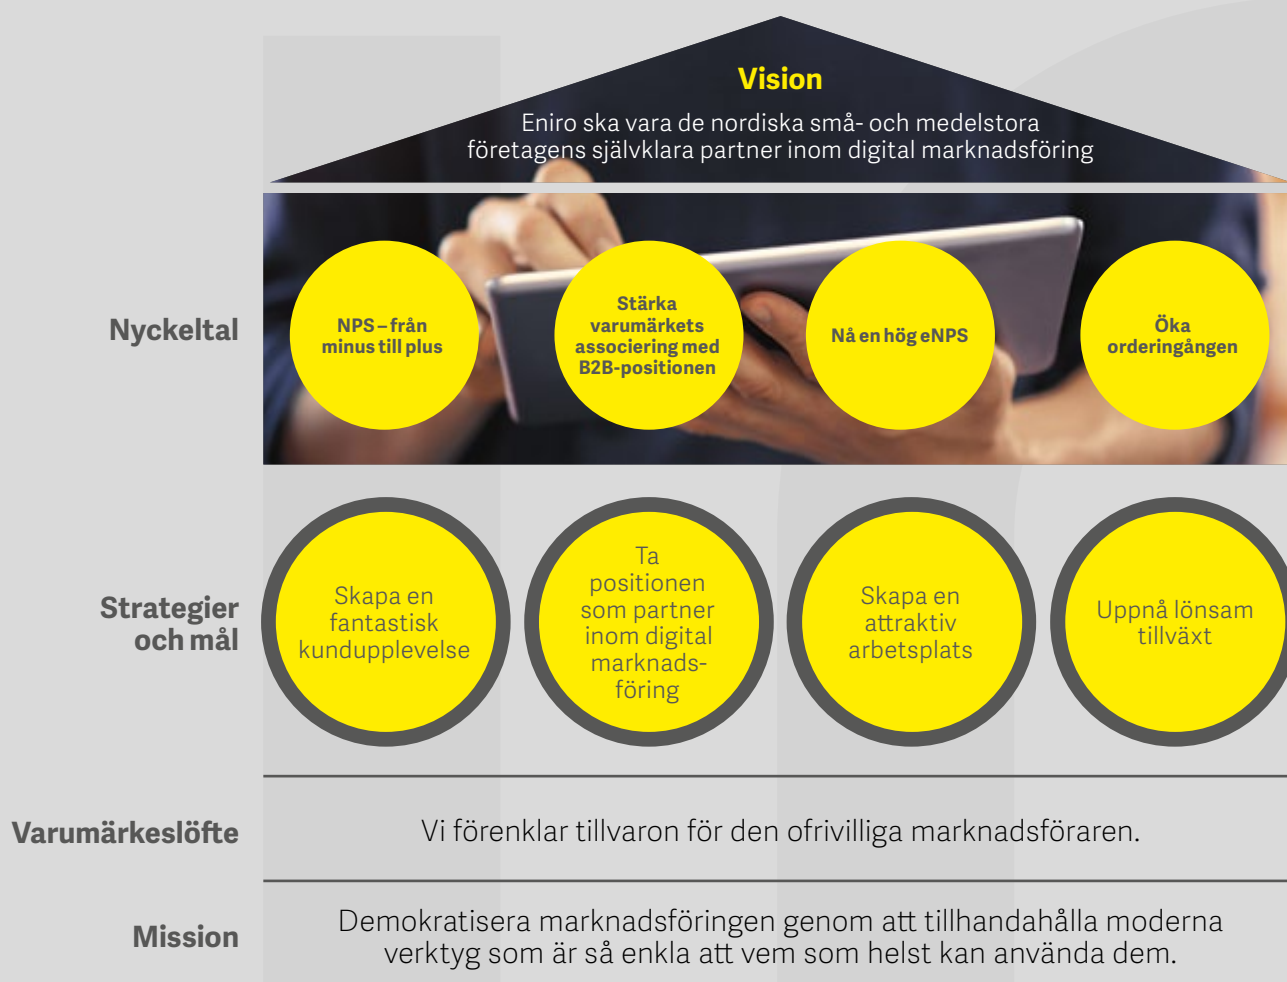 Vision
Eniro ska vara de nordiska små- och medelstora
företagens självklara partner inom digital marknadsföring
Nyckeltal
NPS – från
minus till plus
Stärka
varumärkets
associering med
B2B-positionen
Nå en hög eNPS
Öka
orderingången
Strategier
och mål
Skapa en
fantastisk
kundupplevelse
Ta
positionen
som partner
inom digital
marknads-
föring
Skapa en
attraktiv
arbetsplats
Uppnå lönsam
tillväxt
Varumärkeslöfte
Vi förenklar tillvaron för den ofrivilliga marknadsföraren.
Mission
Demokratisera marknadsföringen genom att tillhandahålla moderna
verktyg som är så enkla att vem som helst kan använda dem.